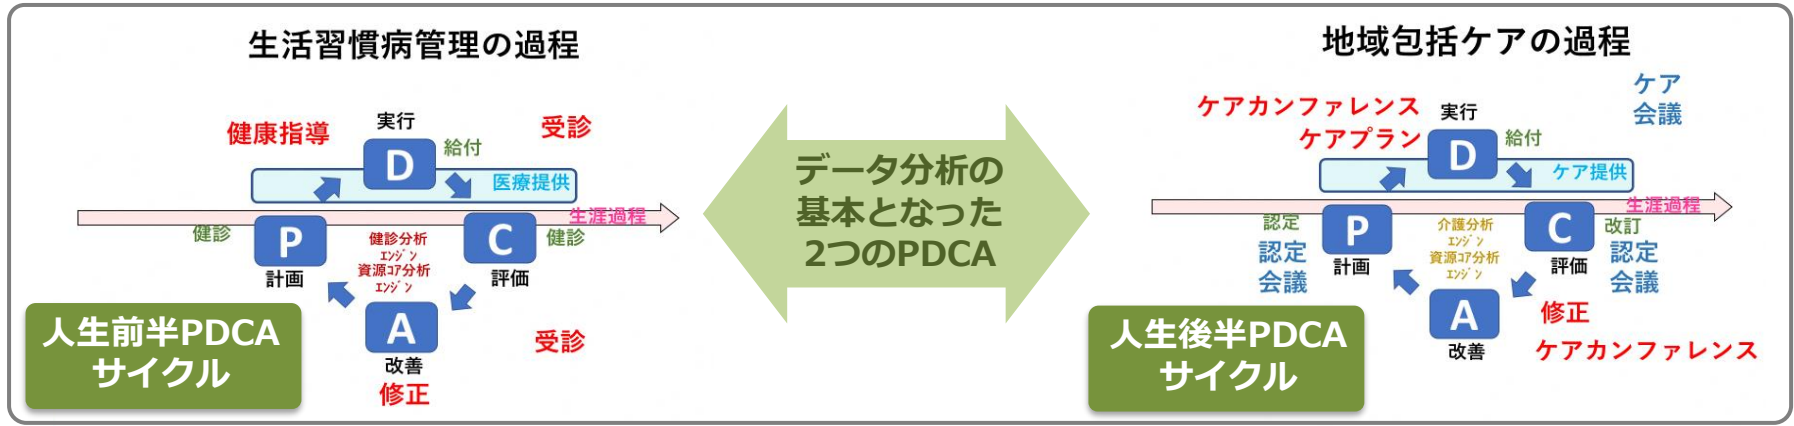 生活習慣病管理の過程
実行
健康指導
受診
D
給付
医療提供
生涯過程
健診
P
計画
健診分析
エンジン
資源コア分析
エンジン
C
健診
評価
A
改善
修正
受診
人生前半PDCA
サイクル
データ分析の
基本となった
2つのPDCA
地域包括ケアの過程
ケア
会議
ケアカンファレンス
ケアプラン
実行
D
給付
ケア提供
生涯過程
認定
認定
会議
P
計画
介護分析
エンジン
資源コア分析
エンジン
C
改訂
評価
認定
会議
A
改善
修正
ケアカンファレンス
人生後半PDCA
サイクル